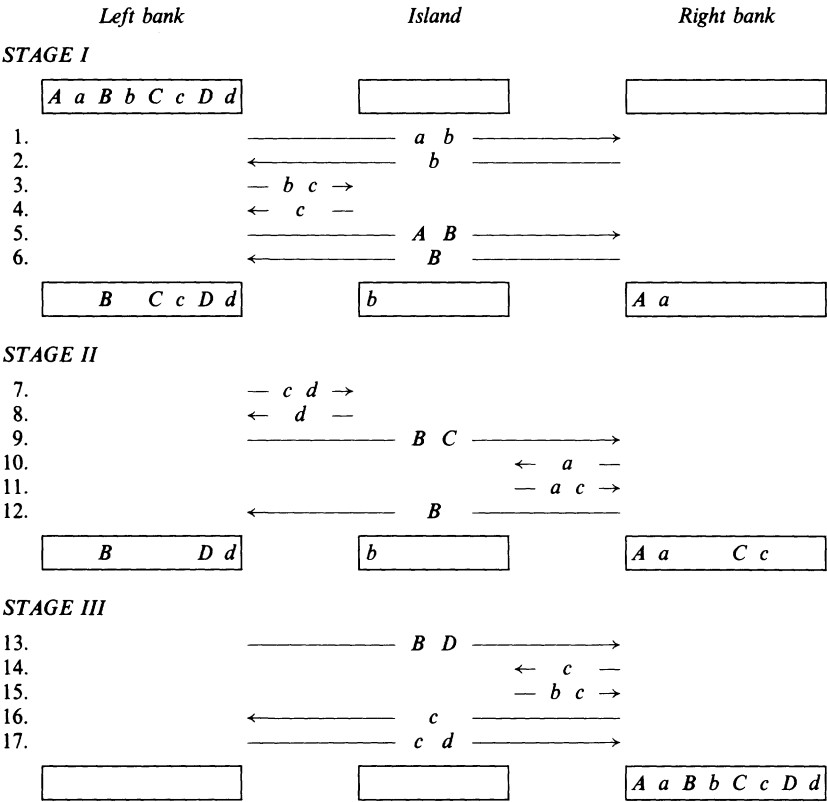 Left bank Island Right bank
STAGE I
A a B b C c D d
1. a b
2. b
3. b c
4. c
5. A B
6. B
B C c D d b A a
STAGE II
7. c d
8. d
9. B C
10. a
11. a c
12. B
B D d b A a C c
STAGE III
13. B D
14. c
15. b c
16. c
17. c d
A a B b C c D d